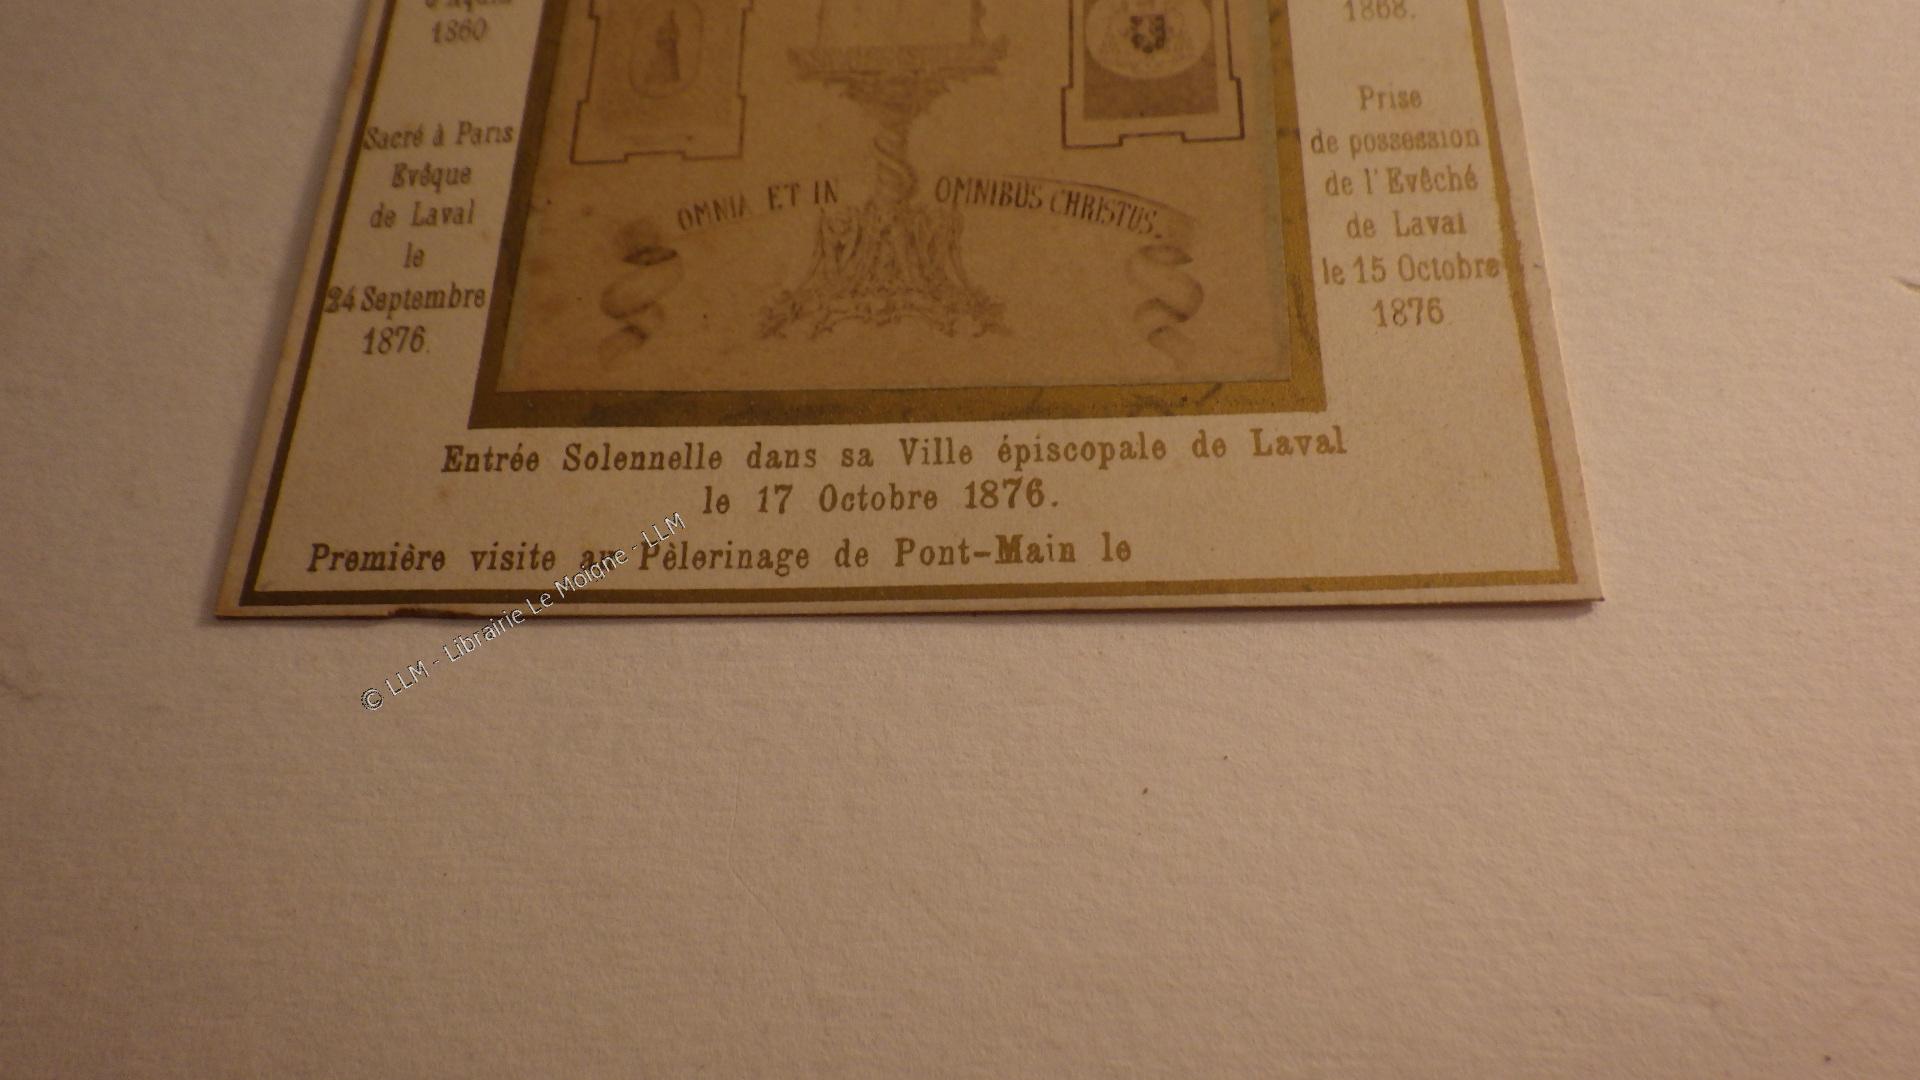 1860
Sacré à Paris
Evêque
de Laval
le
24 Septembre
1876.
OMNIA ET IN OMNIBUS CHRISTUS.
1868.
Prise
de possession
de l'Evêché
de Laval
le 15 Octobre
1876
Entrée Solennelle dans sa Ville épiscopale de Laval
le 17 Octobre 1876.
Première visite au Pèlerinage de Pont-Main le
© LLM - Librairie Le Moigne - LLM